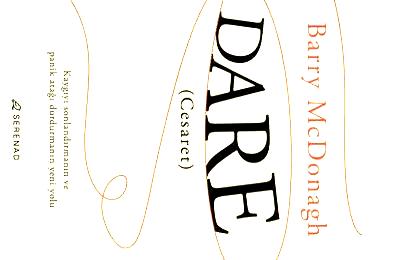 Barry McDonagh
DARE
(Cesaret)
Kaygıyı sonlandırmanın ve
panik atağı durdurmanın yeni yolu
SERENAD